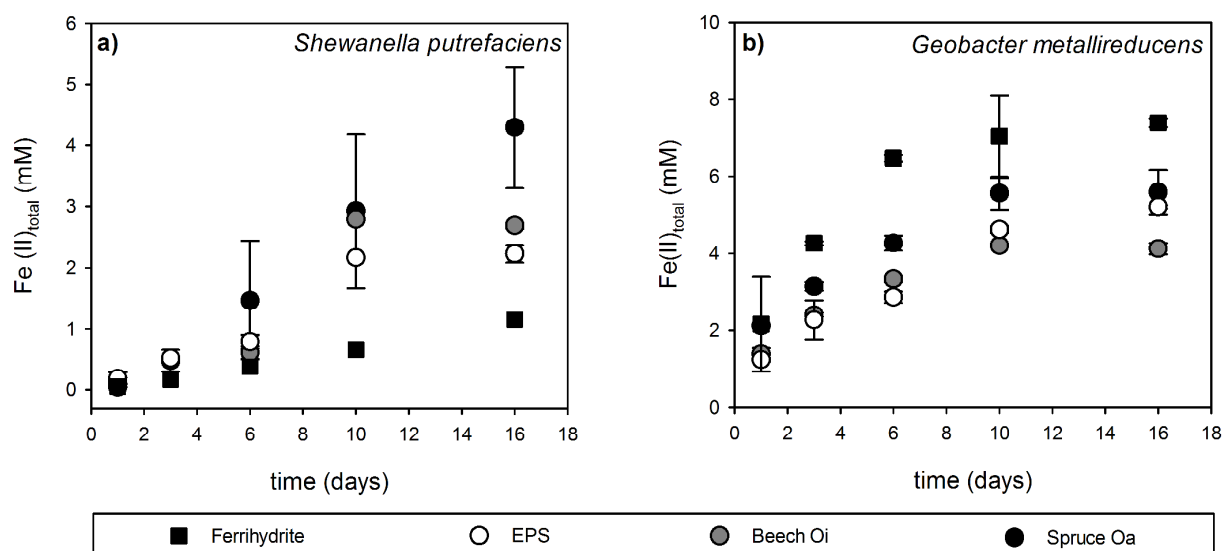 a)
Shewanella putrefaciens
Fe (II)total (mM)
6
5
4
3
2
1
0
0 2 4 6 8 10 12 14 16 18
time (days)
b)
Geobacter metallireducens
Fe(II)total (mM)
10
8
6
4
2
0
0 2 4 6 8 10 12 14 16 18
time (days)
Ferrihydrite EPS Beech Oi Spruce Oa